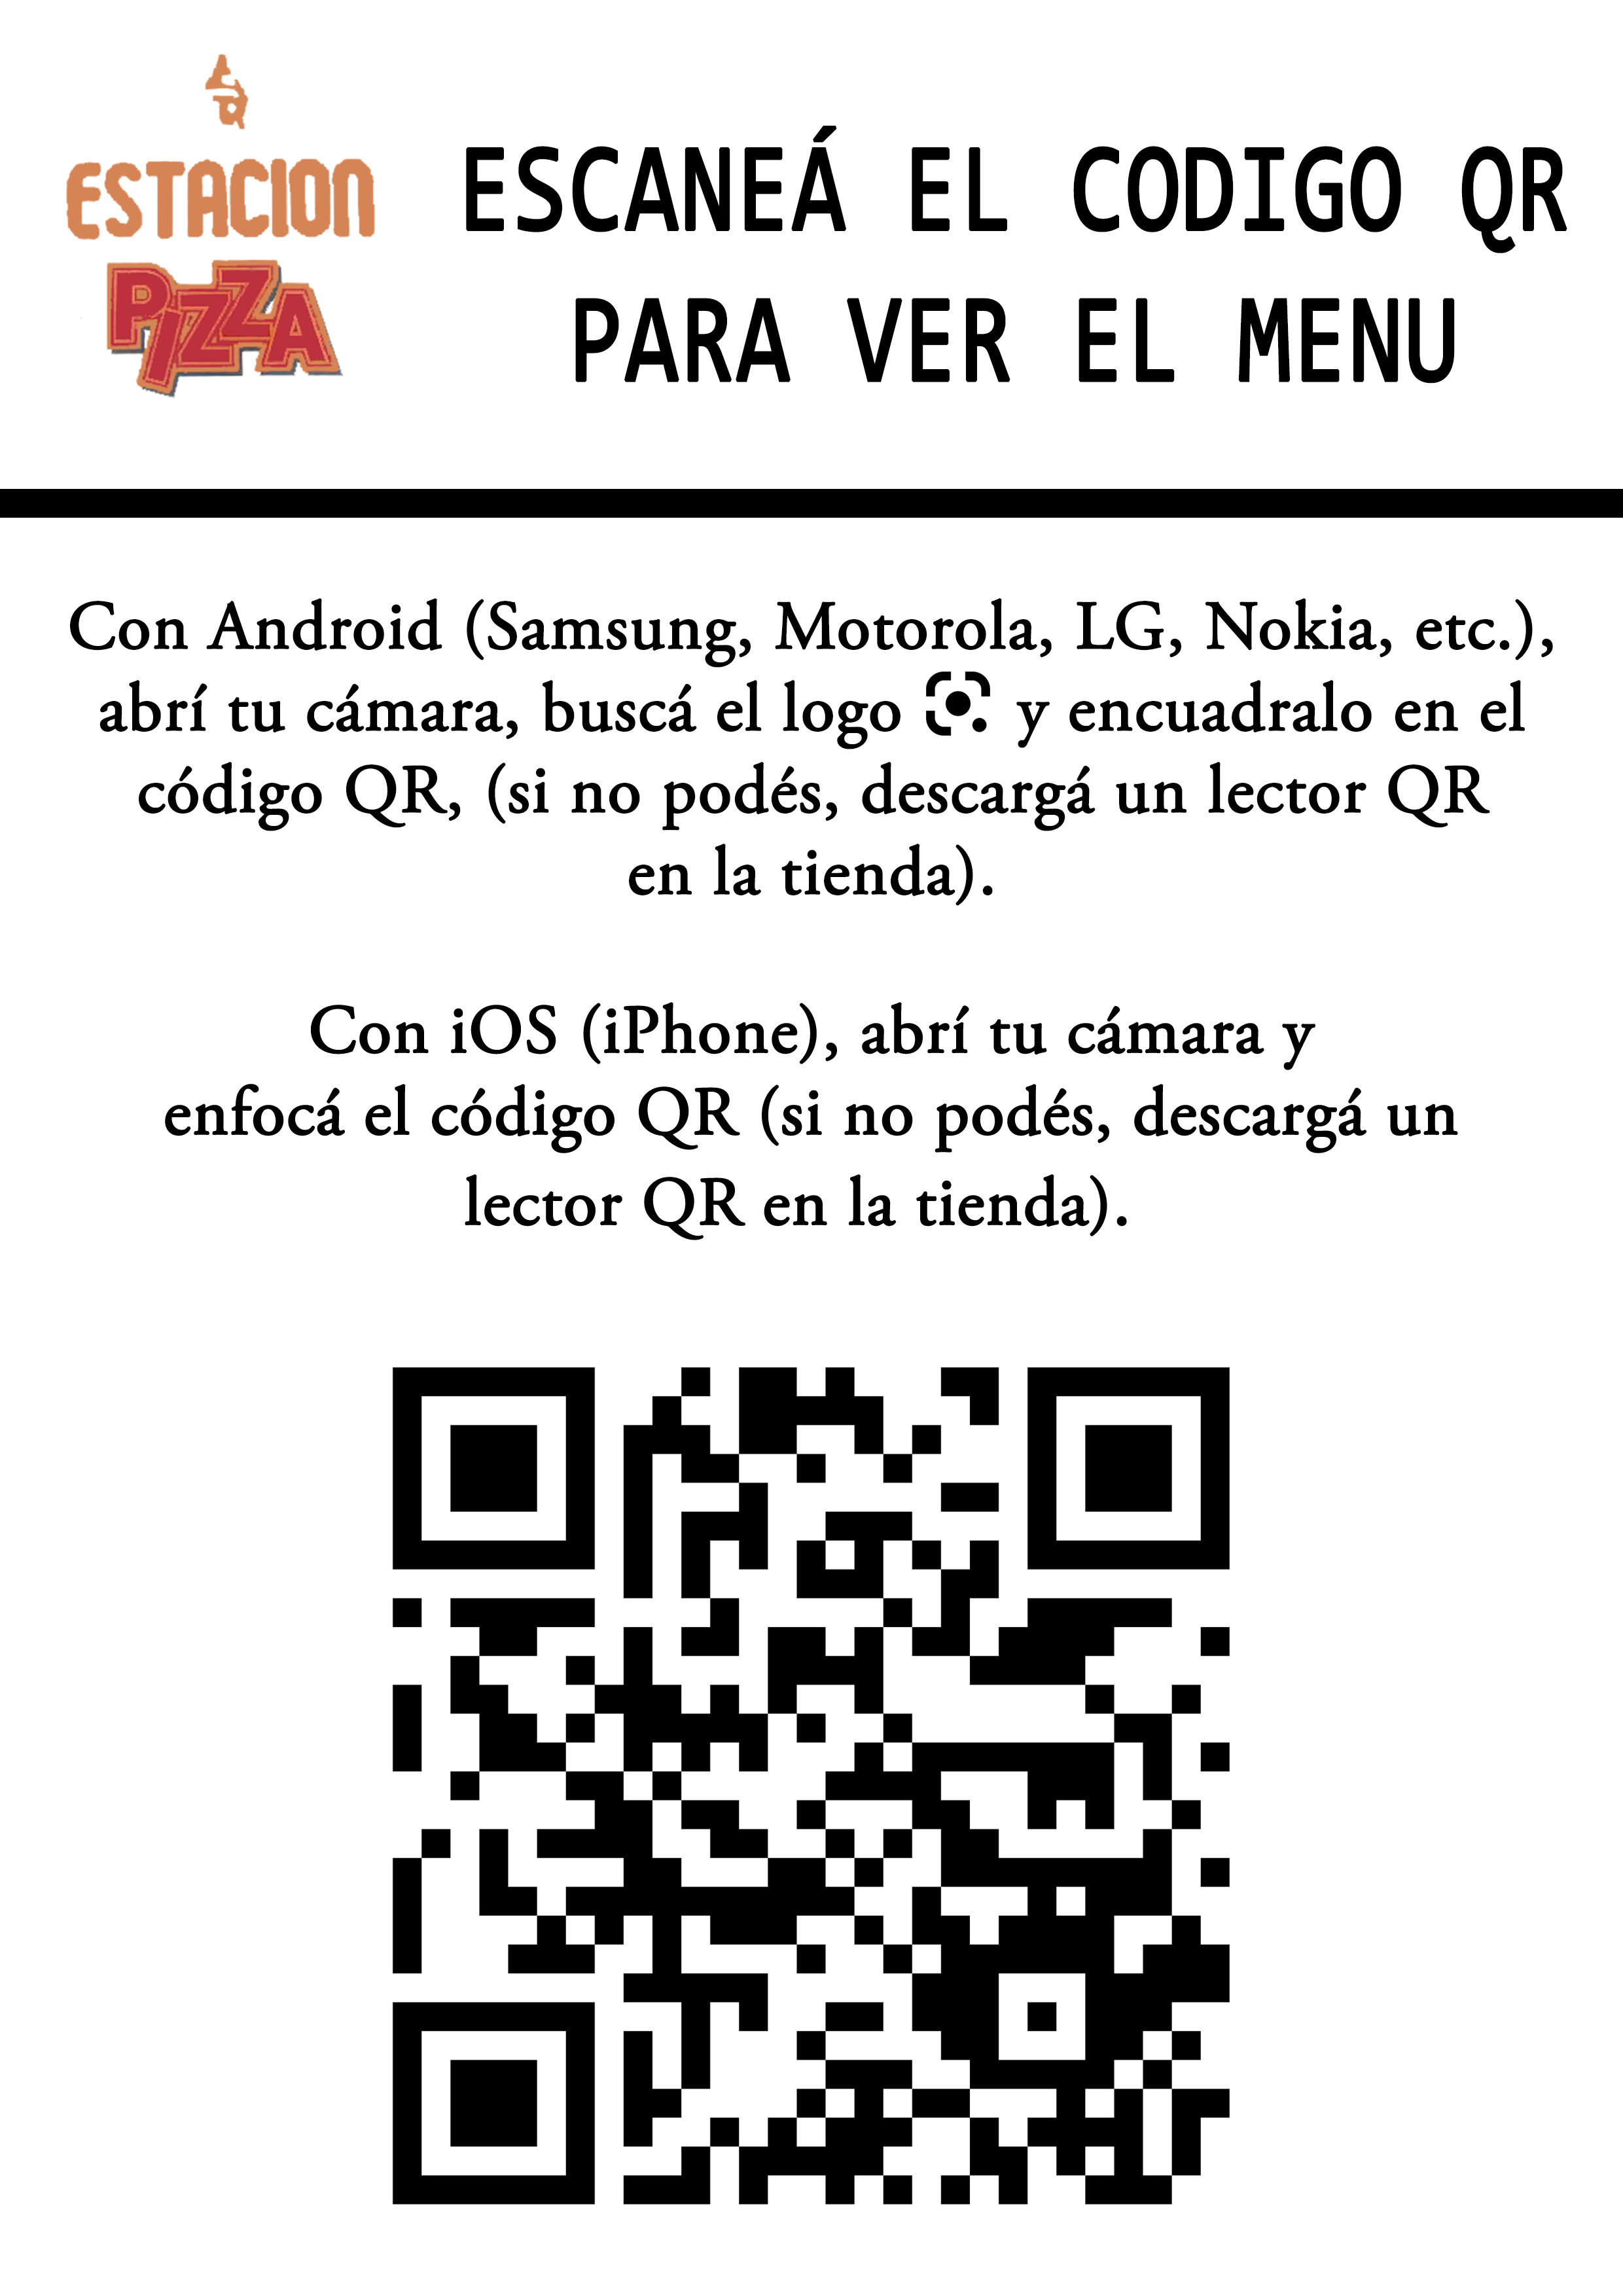 ESTACION
PIZZA
ESCANEÁ EL CODIGO QR
PARA VER EL MENU
Con Android (Samsung, Motorola, LG, Nokia, etc.),
abrí tu cámara, buscá el logo y encuadralo en el
código QR, (si no podés, descargá un lector QR
en la tienda).
Con iOS (iPhone), abrí tu cámara y
enfocá el código QR (si no podés, descargá un
lector QR en la tienda).